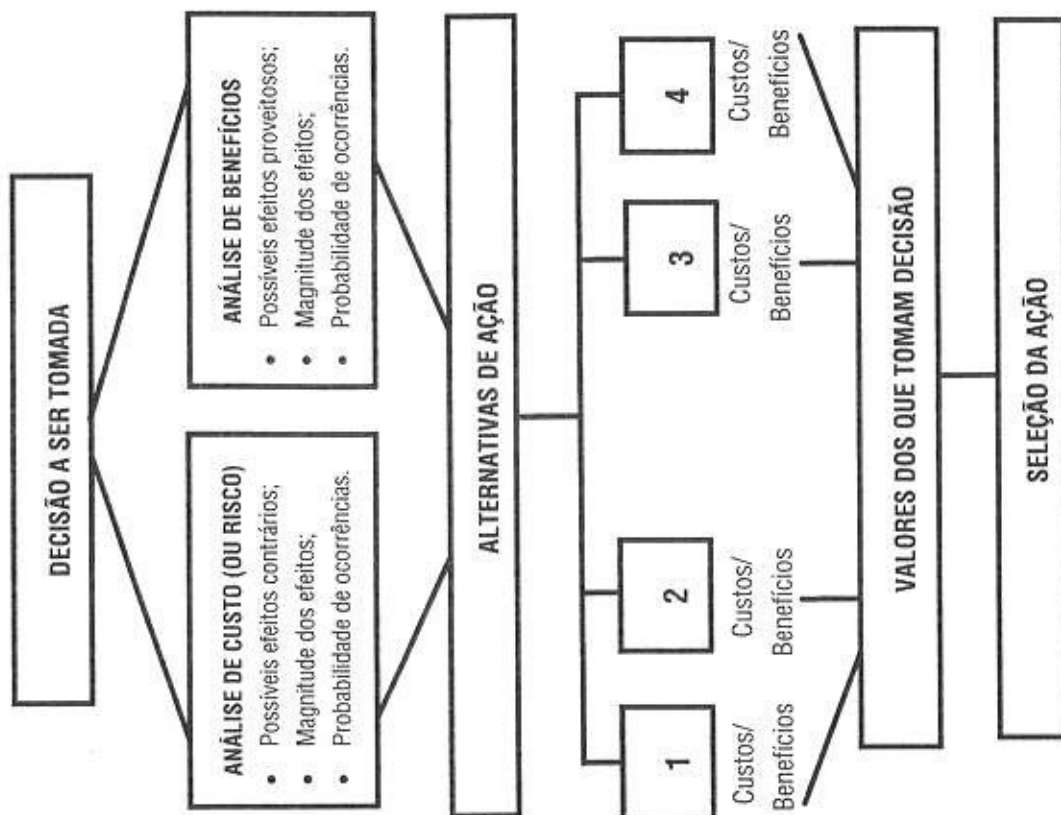 DECISÃO A SER TOMADA
ANÁLISE DE CUSTO (OU RISCO)
• Possíveis efeitos contrários;
• Magnitude dos efeitos;
• Probabilidade de ocorrências.
ANÁLISE DE BENEFÍCIOS
• Possíveis efeitos proveitosos;
• Magnitude dos efeitos;
• Probabilidade de ocorrências.
ALTERNATIVAS DE AÇÃO
1
Custos/
Benefícios
2
Custos/
Benefícios
3
Custos/
Benefícios
4
Custos/
Benefícios
VALORES DOS QUE TOMAM DECISÃO
SELEÇÃO DA AÇÃO